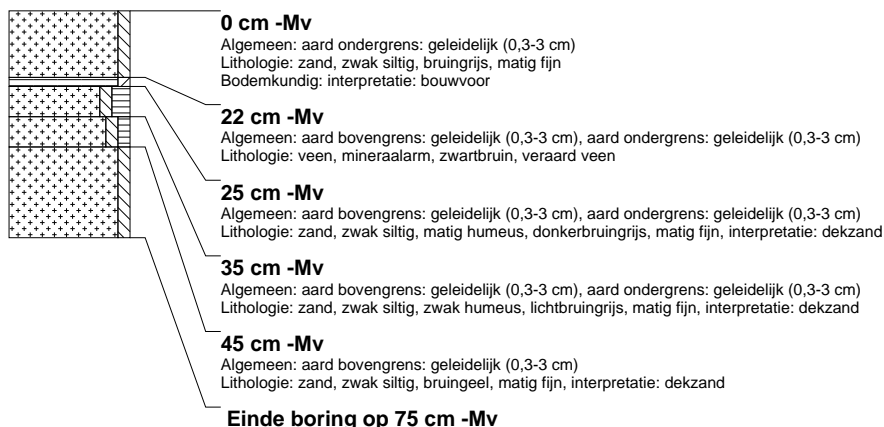 0 cm -Mv
Algemeen: aard ondergrens: geleidelijk (0,3-3 cm)
Lithologie: zand, zwak siltig, bruingrijs, matig fijn
Bodemkundig: interpretatie: bouwvoor
22 cm -Mv
Algemeen: aard bovengrens: geleidelijk (0,3-3 cm), aard ondergrens: geleidelijk (0,3-3 cm)
Lithologie: veen, mineraalarm, zwartbruin, veraard veen
25 cm -Mv
Algemeen: aard bovengrens: geleidelijk (0,3-3 cm), aard ondergrens: geleidelijk (0,3-3 cm)
Lithologie: zand, zwak siltig, matig humeus, donkerbruingrijs, matig fijn, interpretatie: dekzand
35 cm -Mv
Algemeen: aard bovengrens: geleidelijk (0,3-3 cm), aard ondergrens: geleidelijk (0,3-3 cm)
Lithologie: zand, zwak siltig, zwak humeus, lichtbruingrijs, matig fijn, interpretatie: dekzand
45 cm -Mv
Algemeen: aard bovengrens: geleidelijk (0,3-3 cm)
Lithologie: zand, zwak siltig, bruingeel, matig fijn, interpretatie: dekzand
Einde boring op 75 cm -Mv